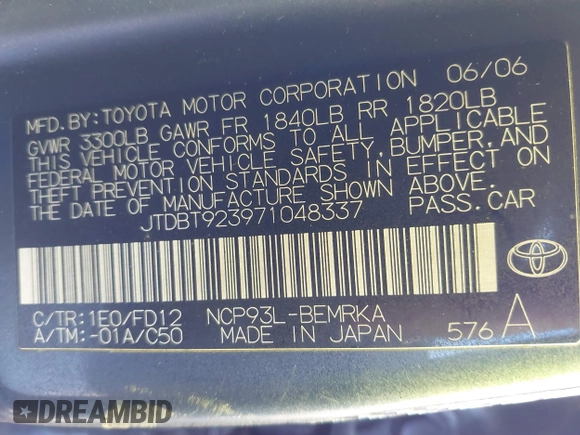 MFD. BY: TOYOTA MOTOR CORPORATION 06/06
GVWR 3300LB GAWR FR 1840LB RR 1820LB
THIS VEHICLE CONFORMS TO ALL APPLICABLE
FEDERAL MOTOR VEHICLE SAFETY, BUMPER, AND
THEFT PREVENTION STANDARDS IN EFFECT ON
THE DATE OF MANUFACTURE SHOWN ABOVE.
JTDBT923971048337 PASS. CAR
C/TR: 1E0/FD12 NCP93L-BEMRKA
A/TM: -01A/C50 MADE IN JAPAN 576 A
DREAMBID